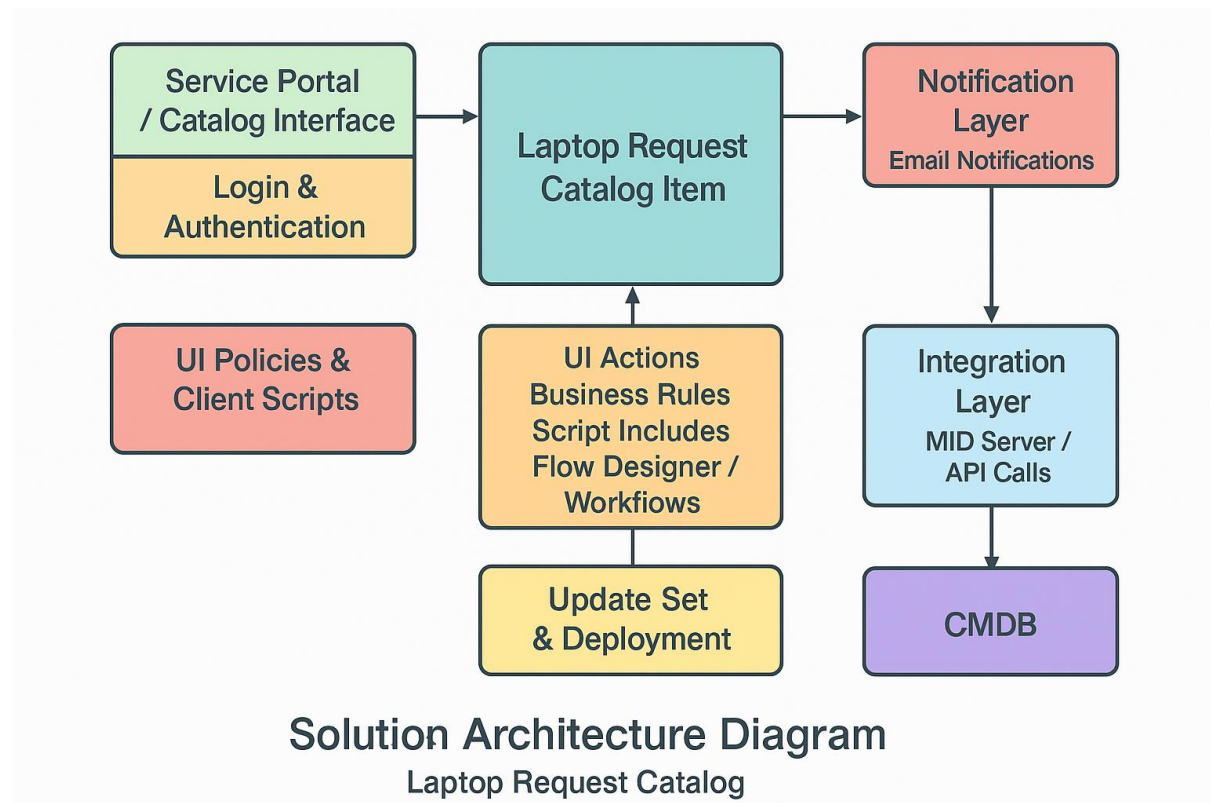 Service Portal
/ Catalog Interface
Login &
Authentication
Laptop Request
Catalog Item
Notification
Layer
Email Notifications
UI Policies &
Client Scripts
UI Actions
Business Rules
Script Includes
Flow Designer /
Workflows
Integration
Layer
MID Server /
API Calls
Update Set
& Deployment
CMDB
Solution Architecture Diagram
Laptop Request Catalog